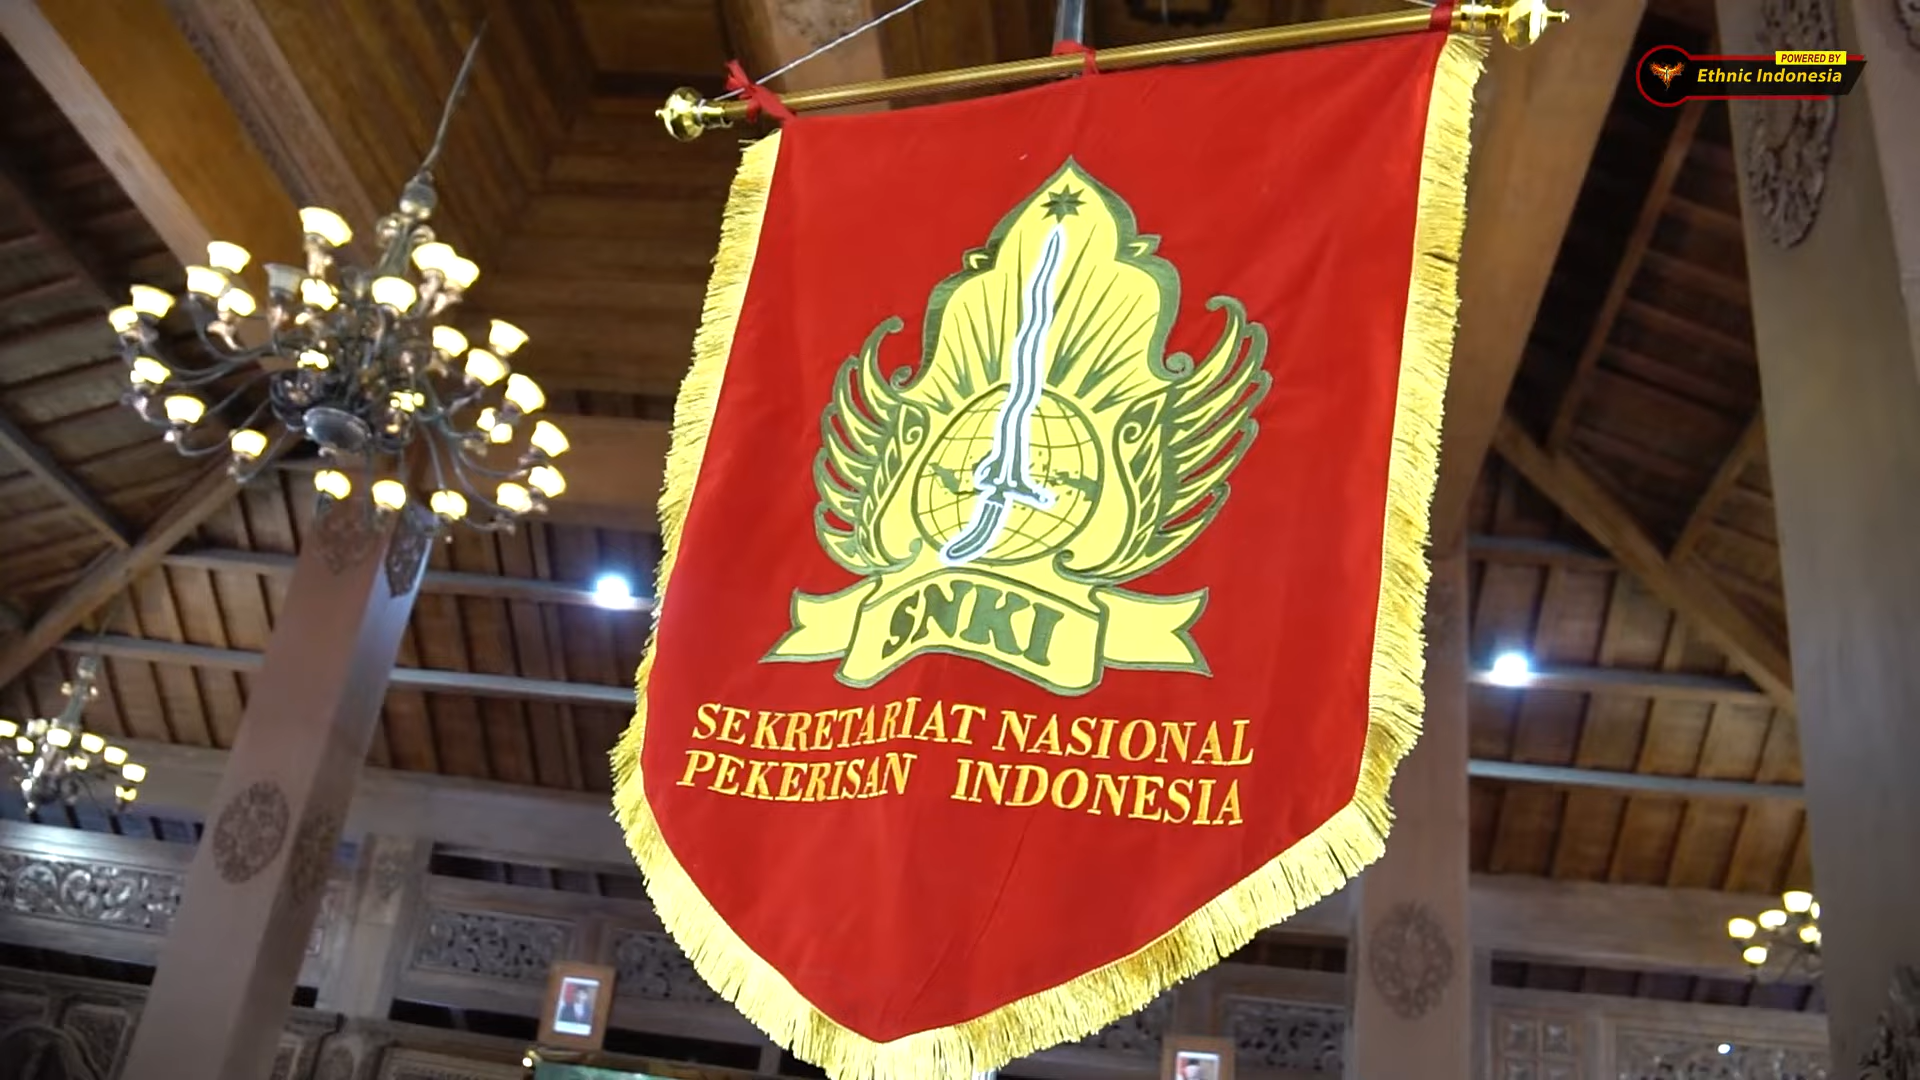 POWERED BY
Ethnic Indonesia
SNKI
SEKRETARIAT NASIONAL
PEKERISAN INDONESIA